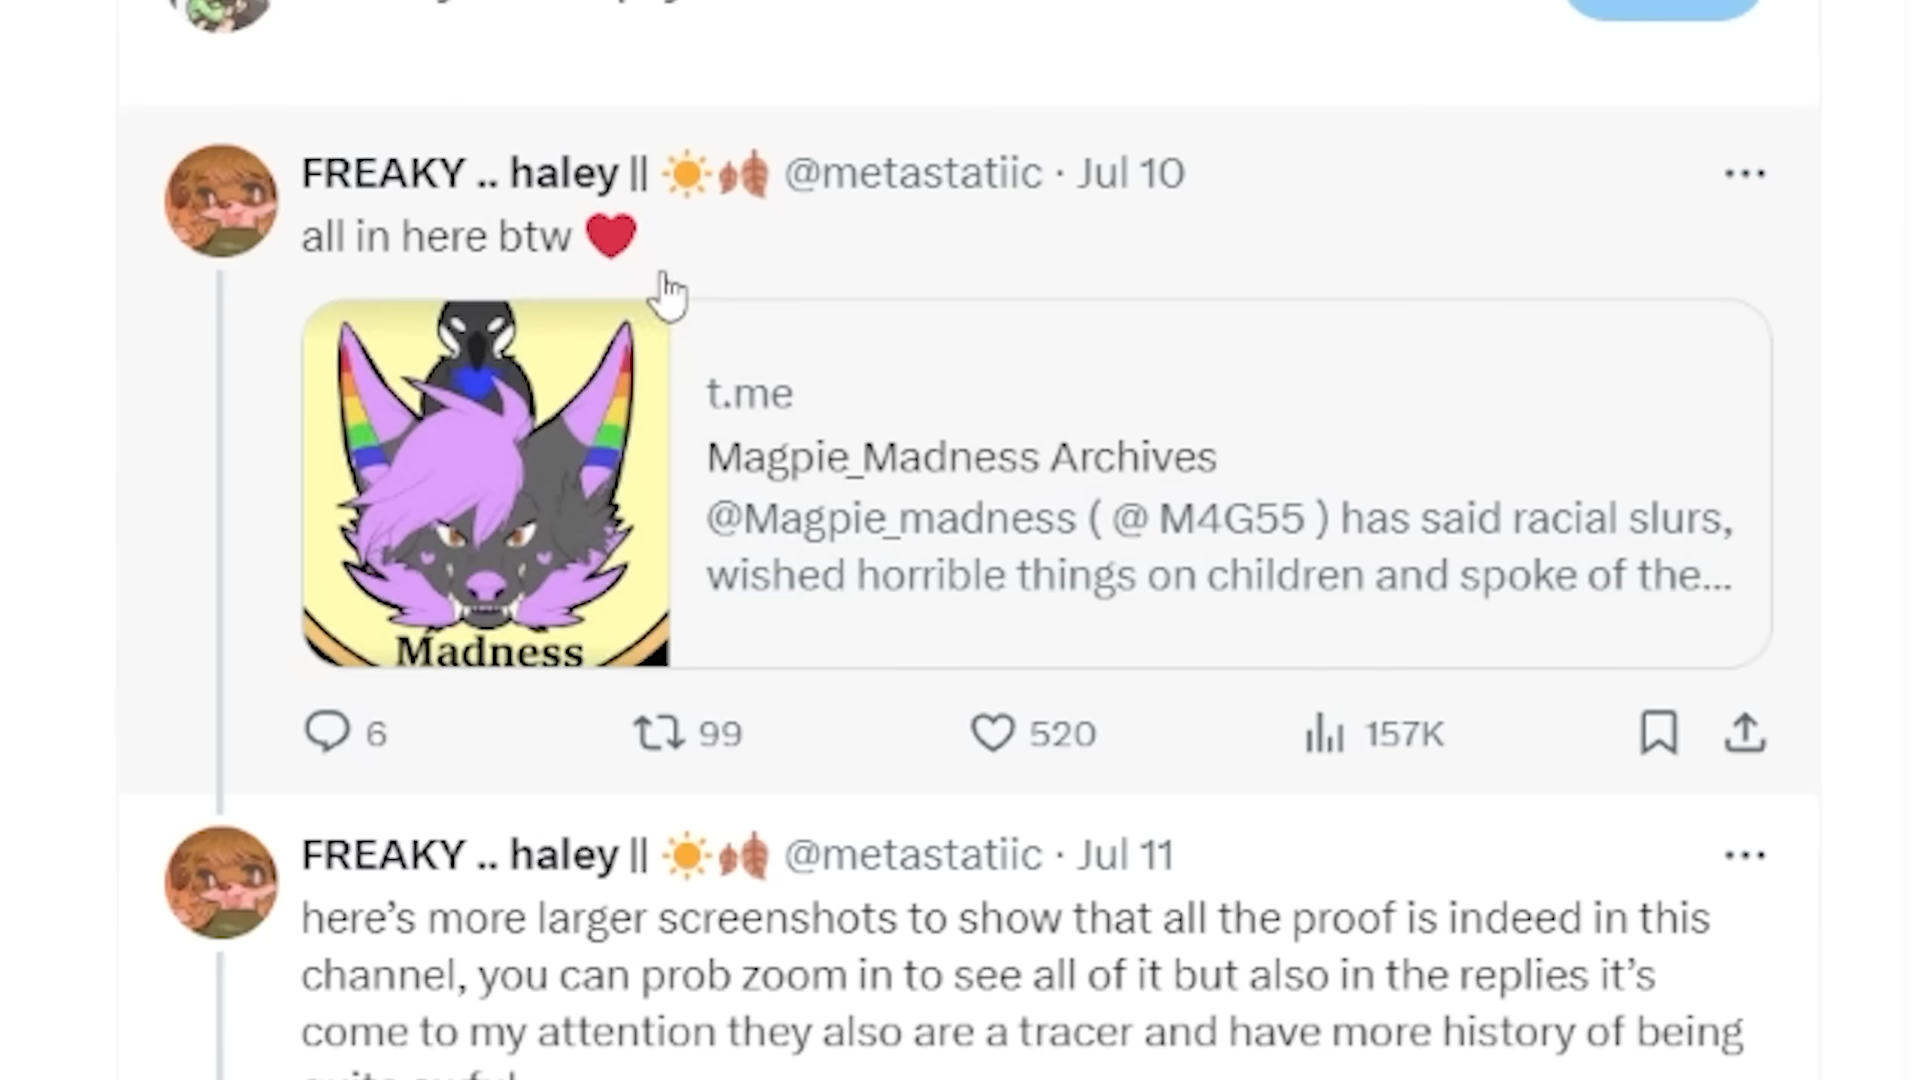 FREAKY .. haley || ☀️🍂 @metastatiic · Jul 10
all in here btw ❤️
t.me
Magpie_Madness Archives
@Magpie_madness ( @ M4G55 ) has said racial slurs,
wished horrible things on children and spoke of the...
Madness
6 99 520 157K
FREAKY .. haley || ☀️🍂 @metastatiic · Jul 11
here's more larger screenshots to show that all the proof is indeed in this
channel, you can prob zoom in to see all of it but also in the replies it's
come to my attention they also are a tracer and have more history of being